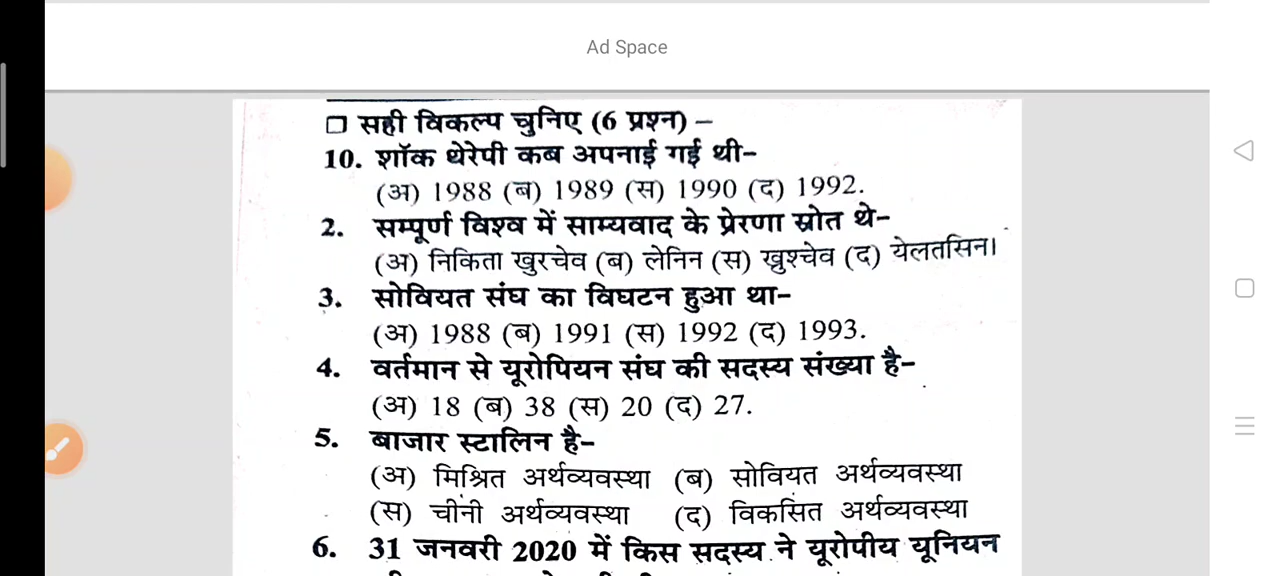 Ad Space
□ सही विकल्प चुनिए (6 प्रश्न) –
10. शॉक थेरेपी कब अपनाई गई थी-
(अ) 1988 (ब) 1989 (स) 1990 (द) 1992.
2. सम्पूर्ण विश्व में साम्यवाद के प्रेरणा स्रोत थे-
(अ) निकिता खुरचेव (ब) लेनिन (स) ख्रुश्चेव (द) येलतसिन।
3. सोवियत संघ का विघटन हुआ था-
(अ) 1988 (ब) 1991 (स) 1992 (द) 1993.
4. वर्तमान से यूरोपियन संघ की सदस्य संख्या है-
(अ) 18 (ब) 38 (स) 20 (द) 27.
5. बाजार स्टालिन है-
(अ) मिश्रित अर्थव्यवस्था (ब) सोवियत अर्थव्यवस्था
(स) चीनी अर्थव्यवस्था (द) विकसित अर्थव्यवस्था
6. 31 जनवरी 2020 में किस सदस्य ने यूरोपीय यूनियन